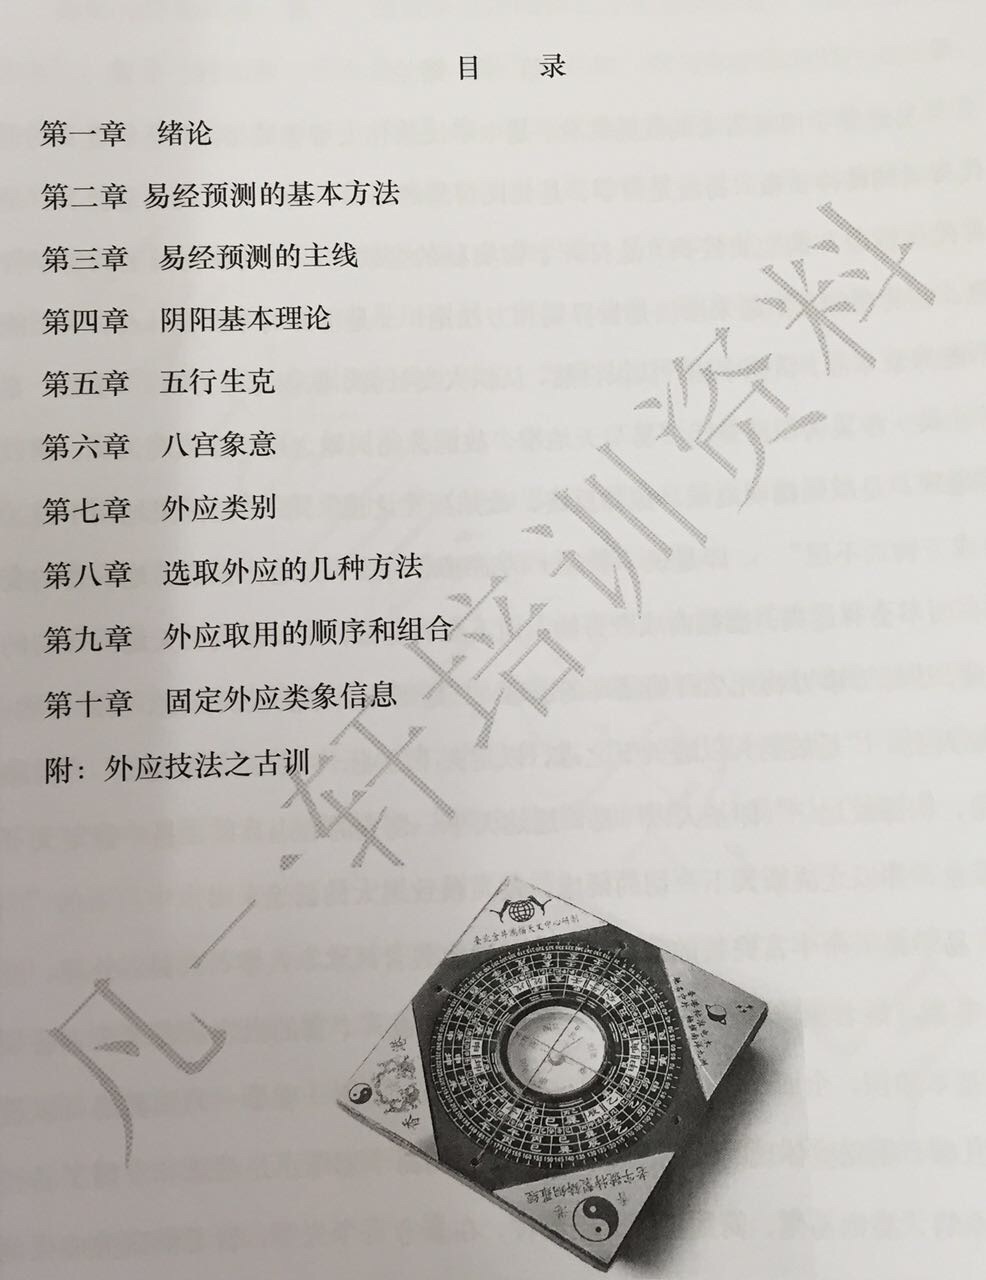 目 录
第一章 绪论
第二章 易经预测的基本方法
第三章 易经预测的主线
第四章 阴阳基本理论
第五章 五行生克
第六章 八宫象意
第七章 外应类别
第八章 选取外应的几种方法
第九章 外应取用的顺序和组合
第十章 固定外应类象信息
附：外应技法之古训
凡一轩培训资料